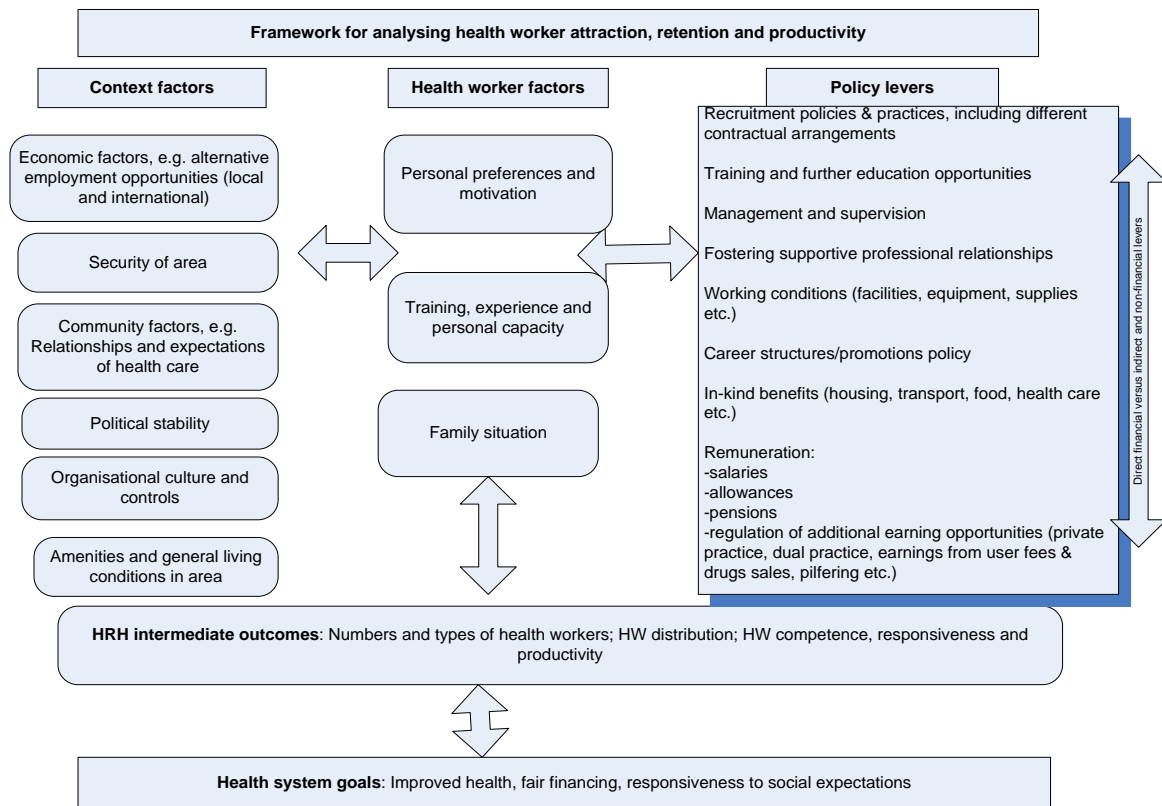 Framework for analysing health worker attraction, retention and productivity
Context factors
Economic factors, e.g. alternative
employment opportunities (local
and international)
Security of area
Community factors, e.g.
Relationships and expectations
of health care
Political stability
Organisational culture and
controls
Amenities and general living
conditions in area
Health worker factors
Personal preferences and
motivation
Training, experience and
personal capacity
Family situation
Policy levers
Recruitment policies & practices, including different
contractual arrangements
Training and further education opportunities
Management and supervision
Fostering supportive professional relationships
Working conditions (facilities, equipment, supplies
etc.)
Career structures/promotions policy
In-kind benefits (housing, transport, food, health care
etc.)
Remuneration:
-salaries
-allowances
-pensions
-regulation of additional earning opportunities (private
practice, dual practice, earnings from user fees &
drugs sales, pilfering etc.)
Direct financial versus indirect and non-financial levers
HRH intermediate outcomes: Numbers and types of health workers; HW distribution; HW competence, responsiveness and
productivity
Health system goals: Improved health, fair financing, responsiveness to social expectations